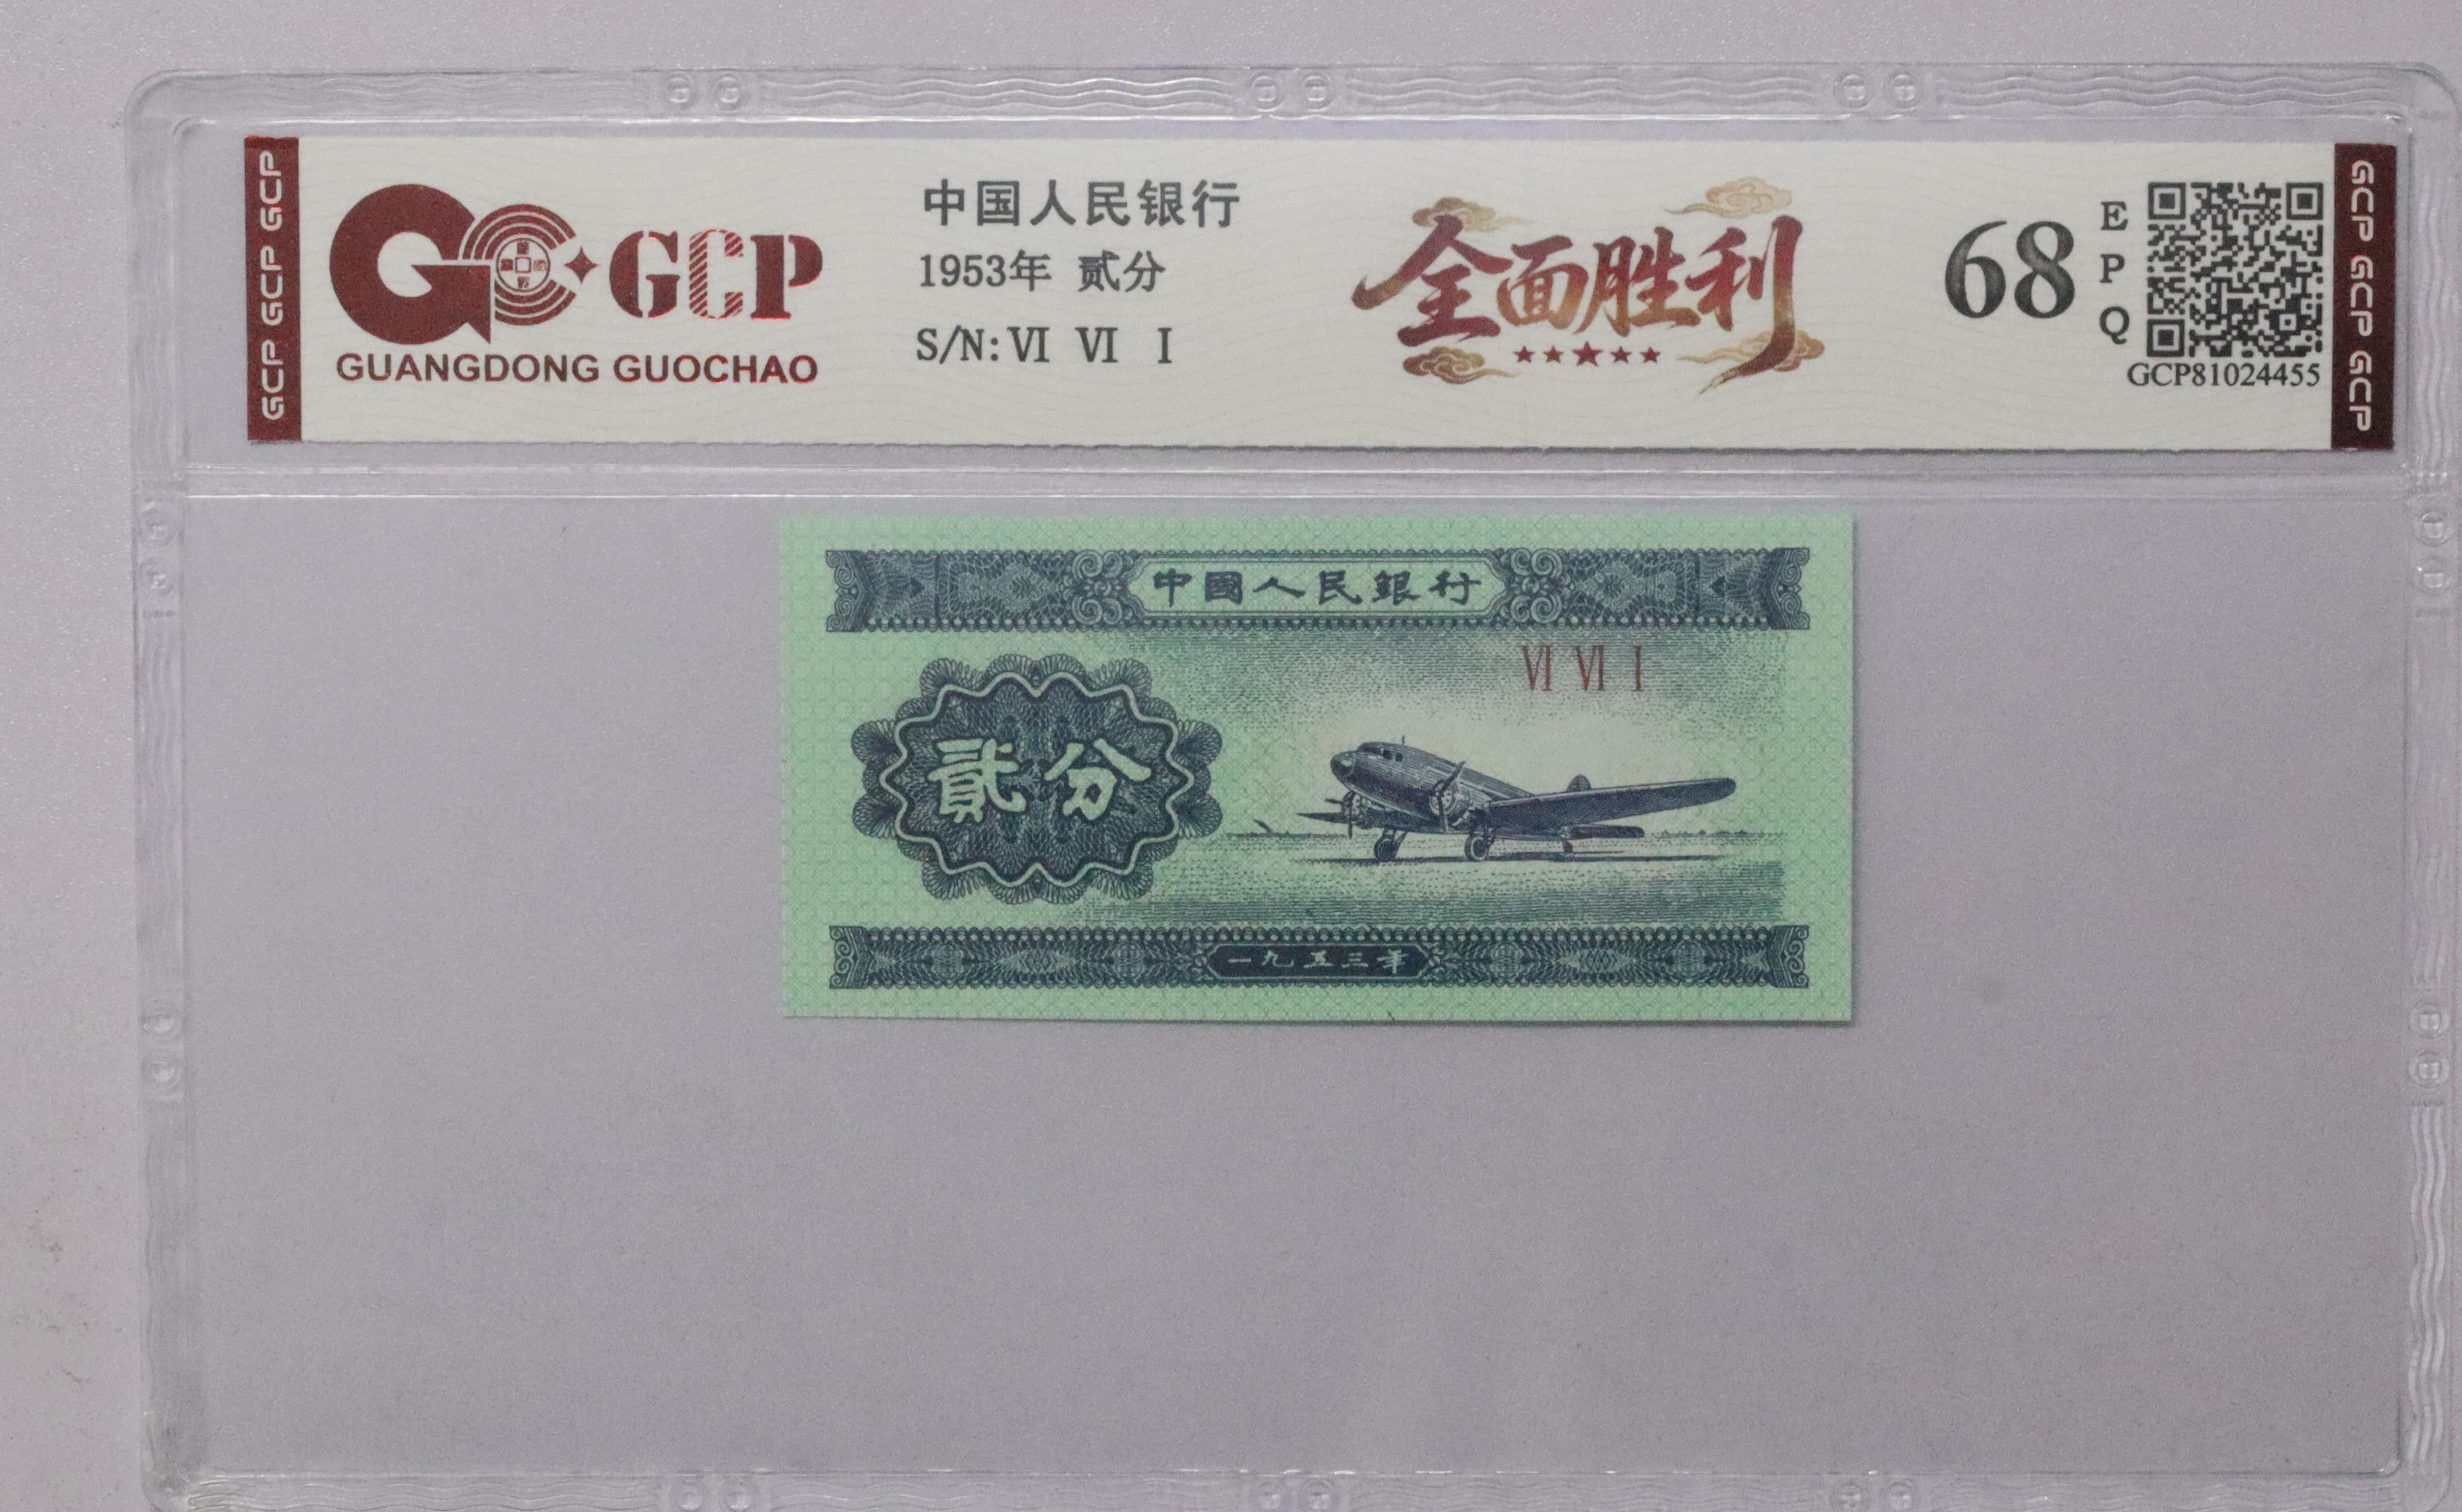 GCP GCP GCP
GCP
GUANGDONG GUOCHAO
中国人民银行
1953年 贰分
S/N: VI VI I
全面胜利
68
E
P
Q
GCP81024455
GCP GCP GCP
中國人民銀行
VI VI I
貳分
一九五三年